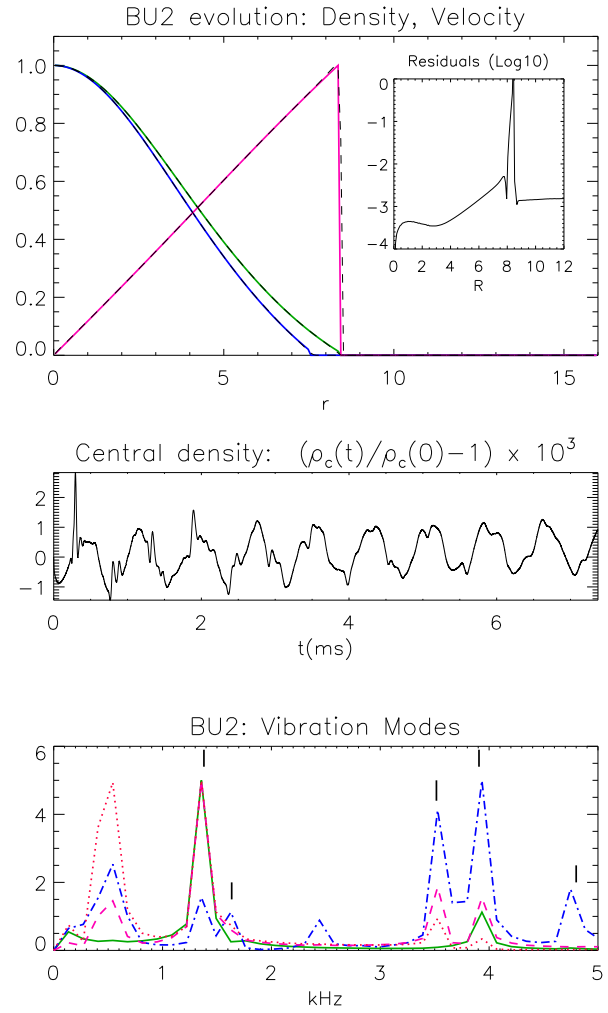 BU2 evolution: Density, Velocity
1.0
0.8
0.6
0.4
0.2
0.0
0 5 10 15
r
Residuals (Log10)
0
−1
−2
−3
−4
0 2 4 6 8 10 12
R
Central density: (ρc(t)/ρc(0)−1) x 10³
2
1
0
−1
0 2 4 6
t(ms)
BU2: Vibration Modes
6
4
2
0
0 1 2 3 4 5
kHz